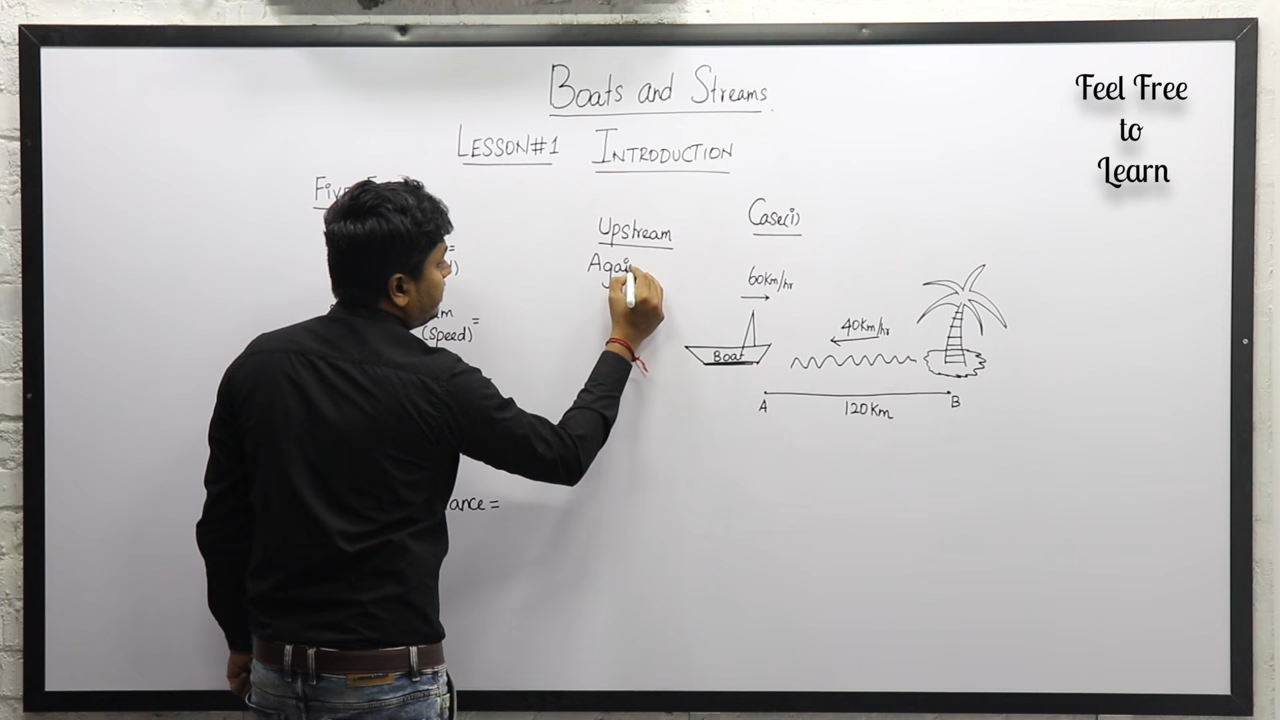 Boats and Streams.
LESSON#1 INTRODUCTION
Feel Free
to
Learn
Upstream
Case(i)
60Km/hr
40Km/hr
(Speed) =
Boat
A
120Km
B